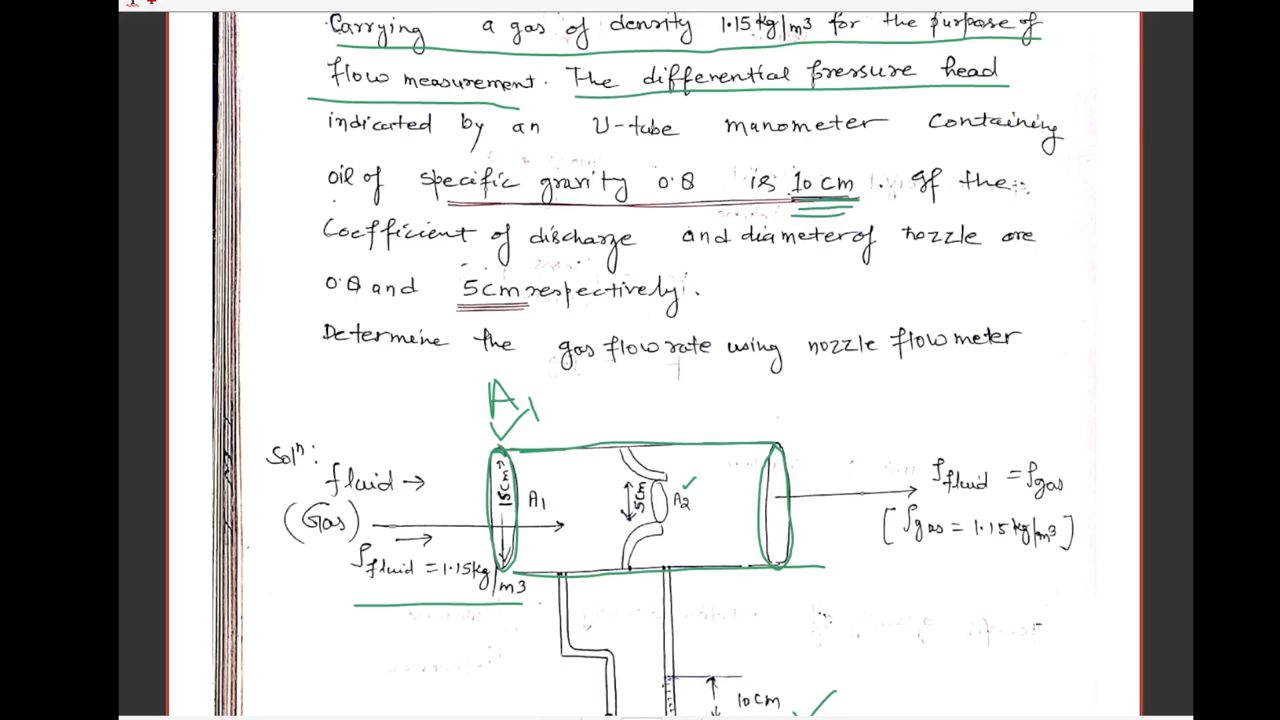 Carrying a gas of density 1.15 kg/m3 for the purpose of
flow measurement. The differential pressure head
indicated by an U-tube manometer containing
oil of specific gravity 0.8 is 10 cm. If the
Coefficient of discharge and diameter of nozzle are
0.8 and 5cm respectively.
Determine the gas flow rate using nozzle flow meter
A1
Soln:
fluid →
(Gas)
ρfluid = 1.15kg/m3
15cm
A1
5cm
A2
ρfluid = ρgas
[ρgas = 1.15kg/m3]
10cm